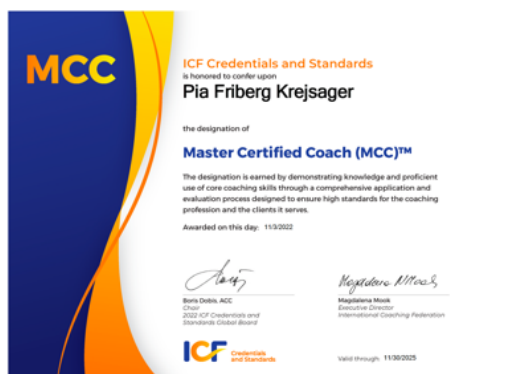 MCC
ICF Credentials and Standards
is honored to confer upon
Pia Friberg Krejsager
the designation of
Master Certified Coach (MCC)™
The designation is earned by demonstrating knowledge and proficient
use of core coaching skills through a comprehensive application and
evaluation process designed to ensure high standards for the coaching
profession and the clients it serves.
Awarded on this day: 11/3/2022
Magdalena N Mook
Boris Dobis, ACC
Chair
2022 ICF Credentials and
Standards Global Board
Magdalena Mook
Executive Director
International Coaching Federation
ICF Credentials
and Standards
Valid through: 11/30/2025